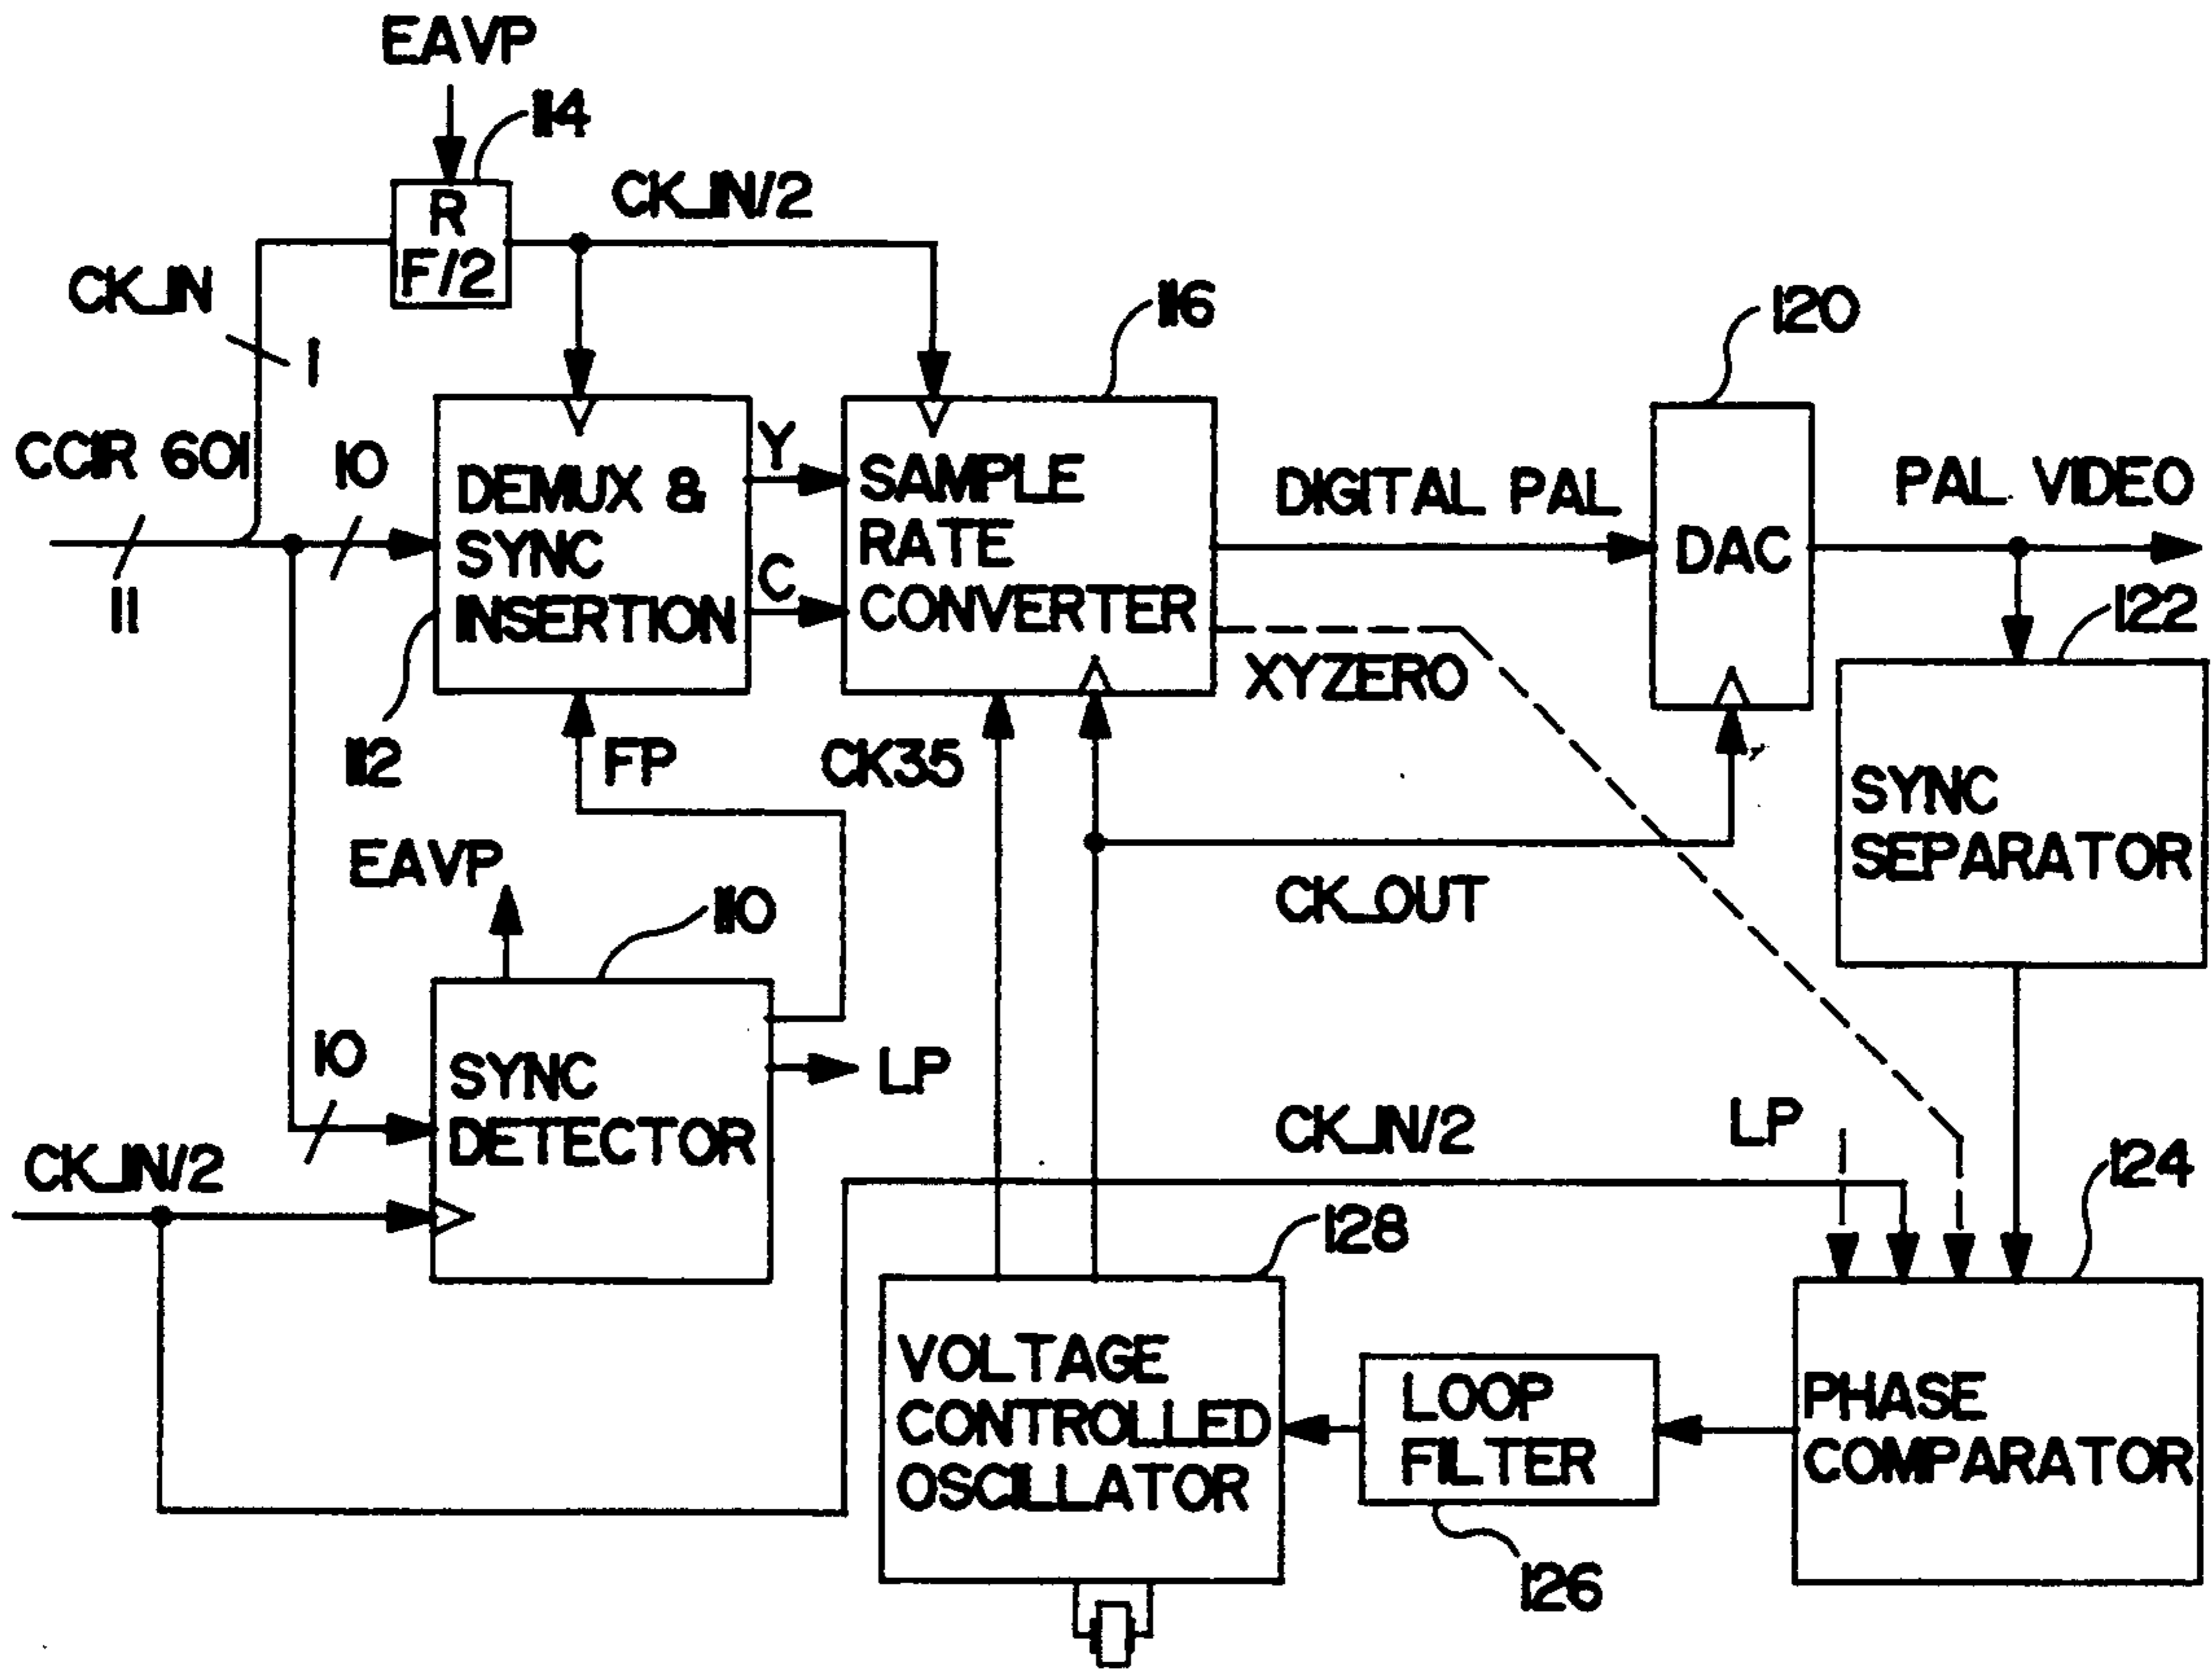 EAVP
114
R
F/2
CK_IN/2
CK_IN
1
116
120
CCIR 601
10
11
DEMUX &
SYNC
INSERTION
Y
C
SAMPLE
RATE
CONVERTER
DIGITAL PAL
DAC
PAL VIDEO
122
XYZERO
112
FP
CK35
SYNC
SEPARATOR
EAVP
110
CK_OUT
10
SYNC
DETECTOR
LP
CK_IN/2
CK_IN/2
LP
124
128
VOLTAGE
CONTROLLED
OSCILLATOR
LOOP
FILTER
PHASE
COMPARATOR
126